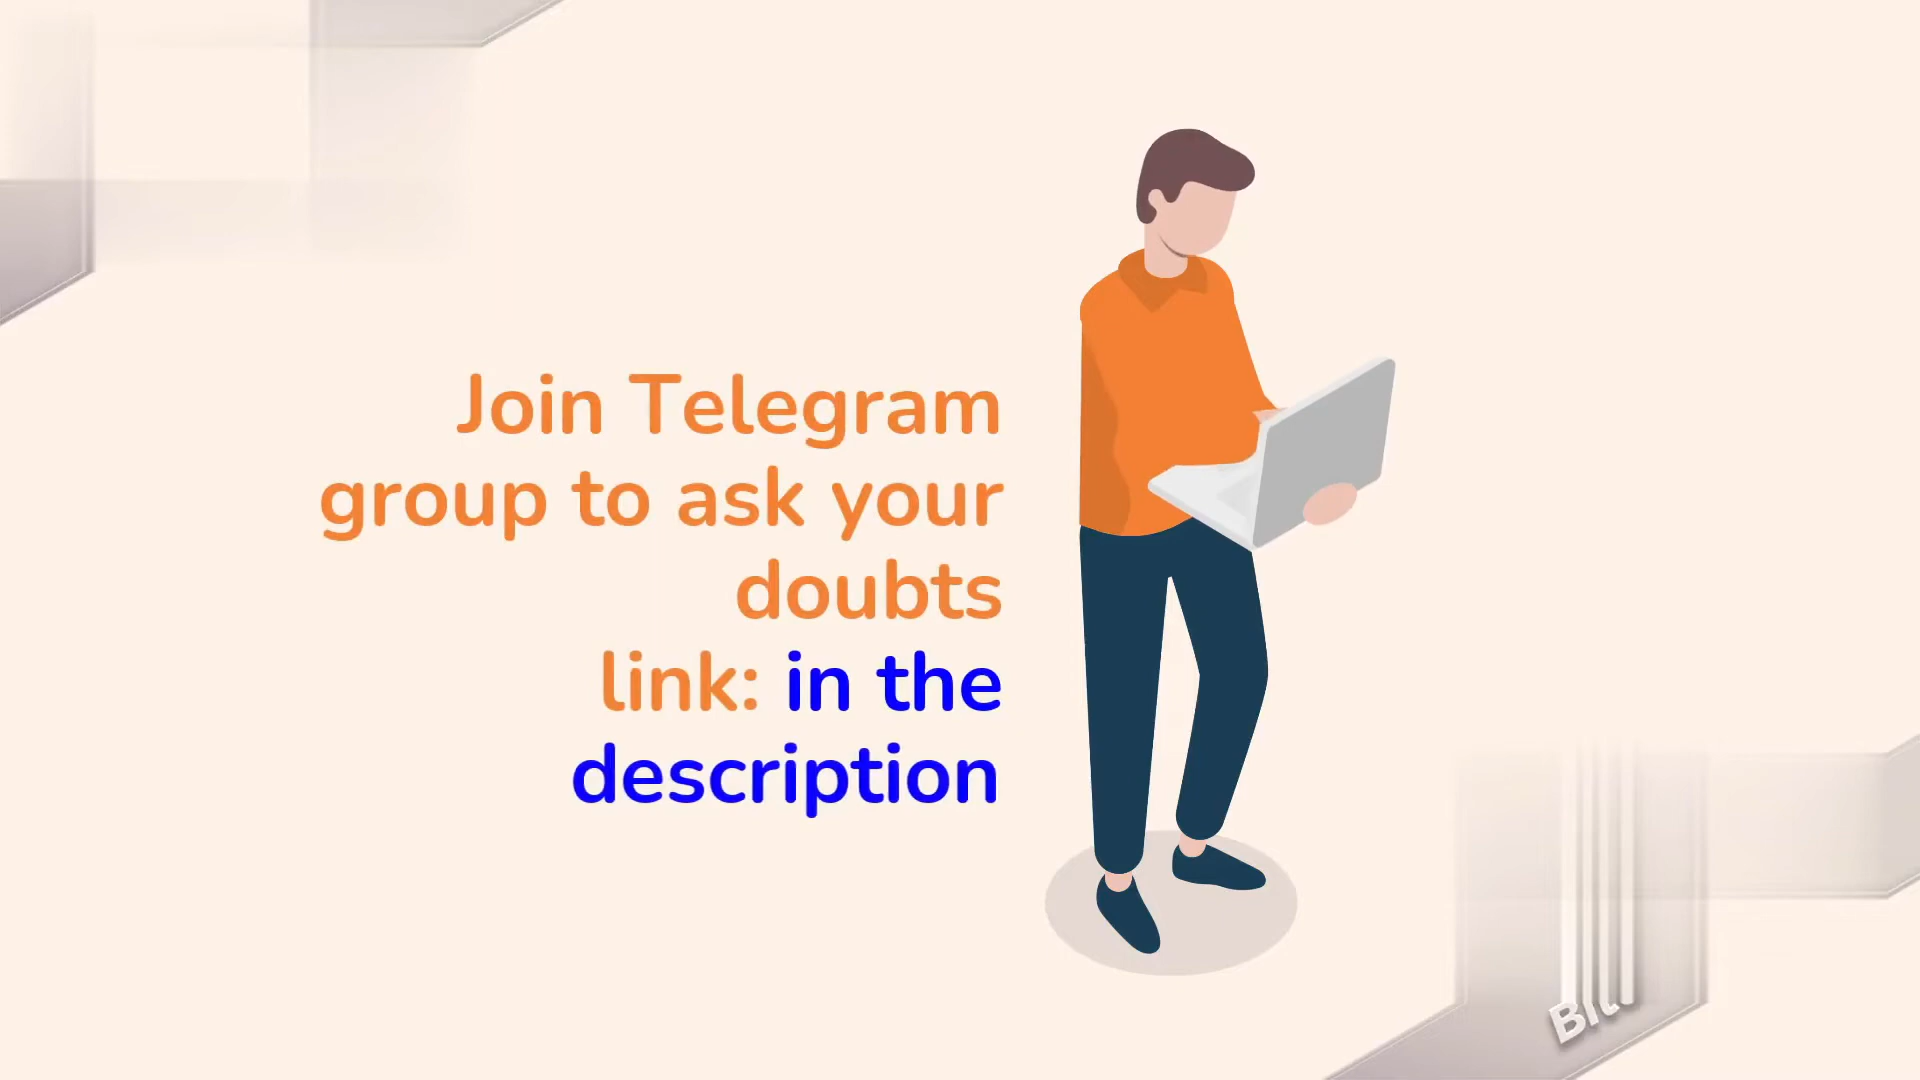 Join Telegram
group to ask your
doubts
link: in the
description